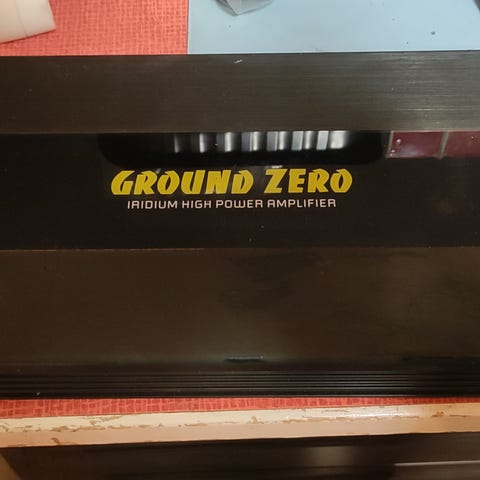 GROUND ZERO
IRIDIUM HIGH POWER AMPLIFIER